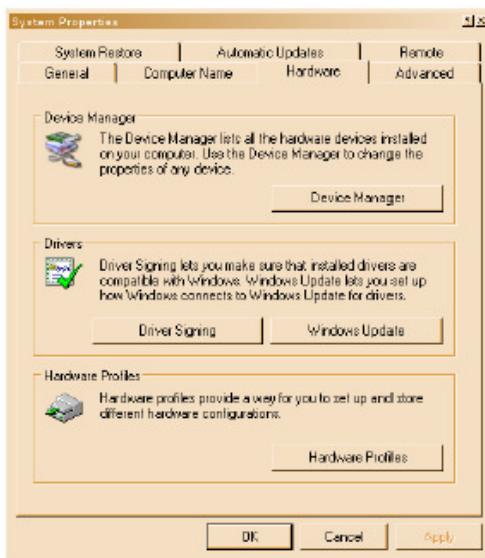 System Properties
System Restore Automatic Updates Remote
General Computer Name Hardware Advanced
Device Manager
The Device Manager lists all the hardware devices installed
on your computer. Use the Device Manager to change the
properties of any device.
Device Manager
Drivers
Driver Signing lets you make sure that installed drivers are
compatible with Windows. Windows Update lets you set up
how Windows connects to Windows Update for drivers.
Driver Signing Windows Update
Hardware Profiles
Hardware profiles provide a way for you to set up and store
different hardware configurations.
Hardware Profiles
OK Cancel Apply